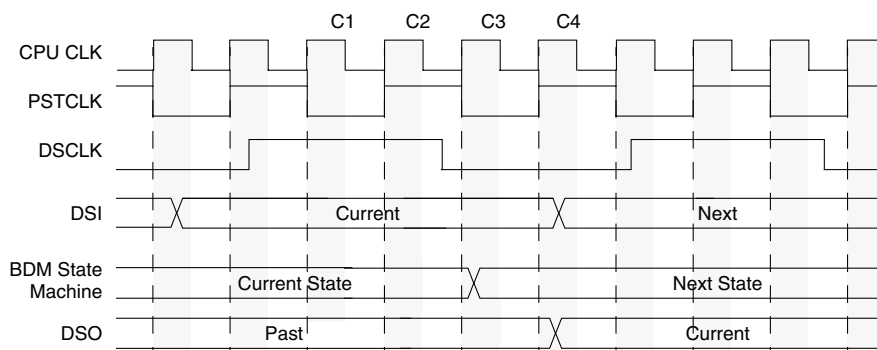 C1 C2 C3 C4
CPU CLK
PSTCLK
DSCLK
DSI Current Next
BDM State
Machine Current State Next State
DSO Past Current